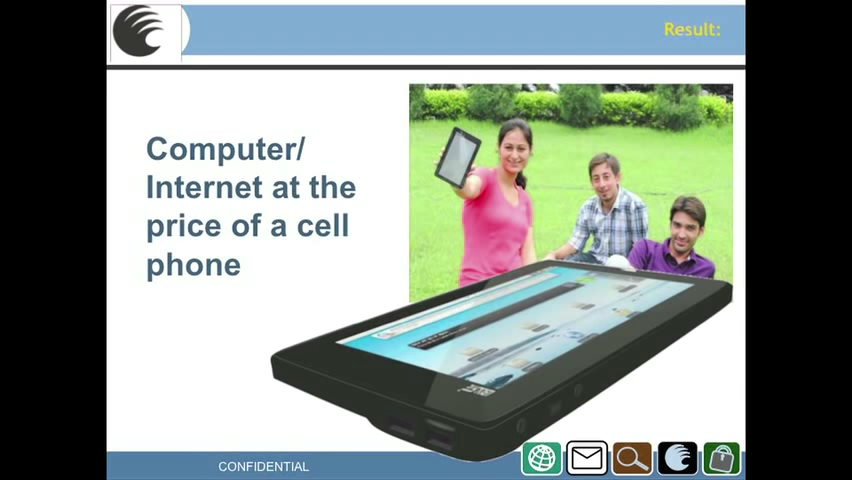 Result:
Computer/
Internet at the
price of a cell
phone
CONFIDENTIAL